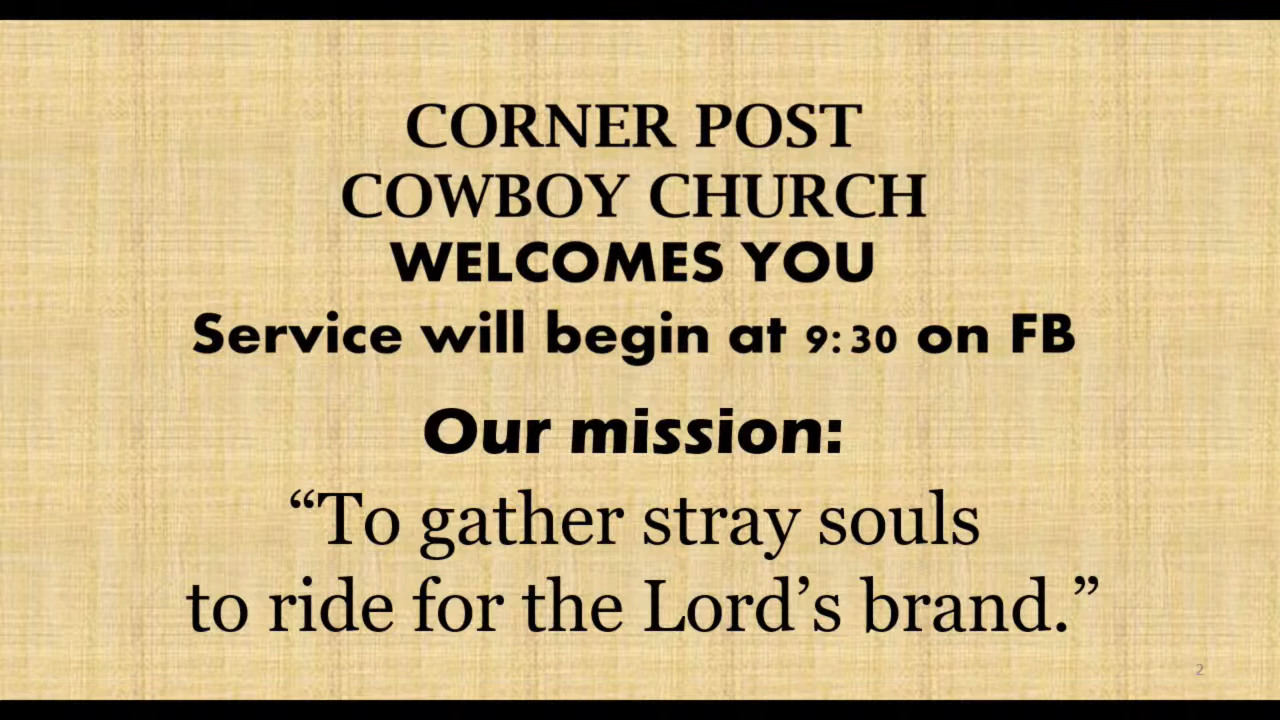 CORNER POST
COWBOY CHURCH
WELCOMES YOU
Service will begin at 9:30 on FB
Our mission:
“To gather stray souls
to ride for the Lord’s brand.”
2